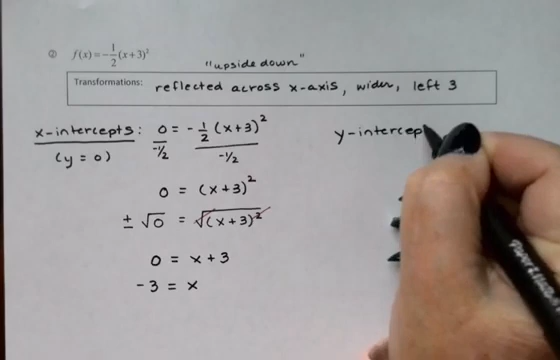 ② f(x) = -1/2(x+3)²
"upside down"
Transformations: reflected across x-axis, wider, left 3
x-intercepts: 0 = -1/2 (x+3)²
(y = 0) -1/2 -1/2
0 = (x+3)²
± √0 = √(x+3)²
0 = x+3
-3 = x
y-intercep